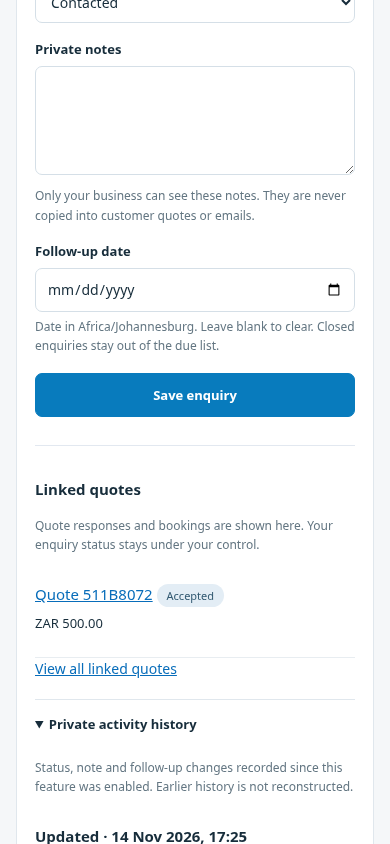 Contacted
Private notes
Only your business can see these notes. They are never
copied into customer quotes or emails.
Follow-up date
mm/dd/yyyy
Date in Africa/Johannesburg. Leave blank to clear. Closed
enquiries stay out of the due list.
Save enquiry
Linked quotes
Quote responses and bookings are shown here. Your
enquiry status stays under your control.
Quote 511B8072 Accepted
ZAR 500.00
View all linked quotes
▼ Private activity history
Status, note and follow-up changes recorded since this
feature was enabled. Earlier history is not reconstructed.
Updated · 14 Nov 2026, 17:25